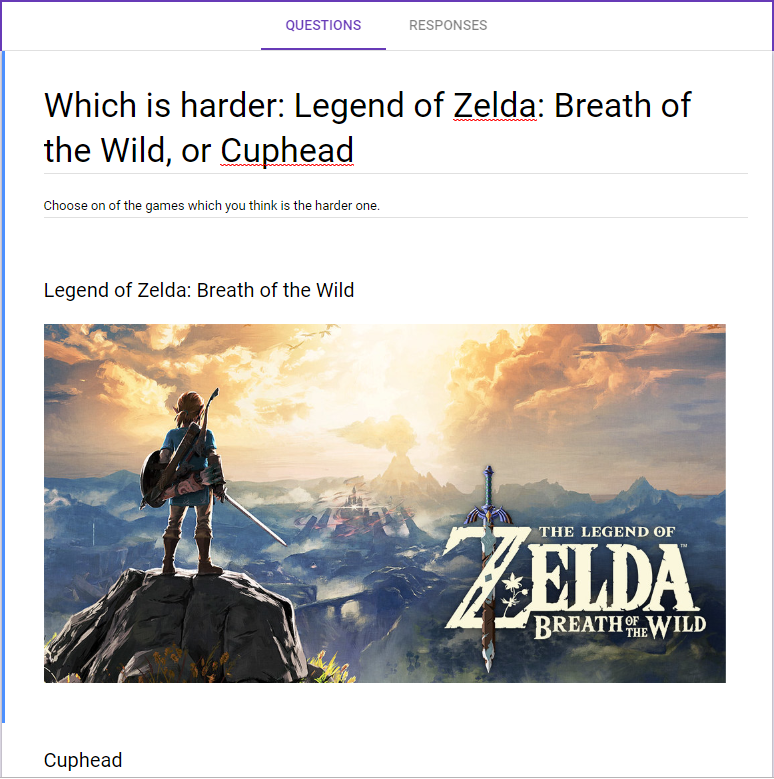 QUESTIONS RESPONSES
Which is harder: Legend of Zelda: Breath of
the Wild, or Cuphead
Choose on of the games which you think is the harder one.
Legend of Zelda: Breath of the Wild
THE LEGEND OF
ZELDA™
BREATH OF THE WILD
Cuphead